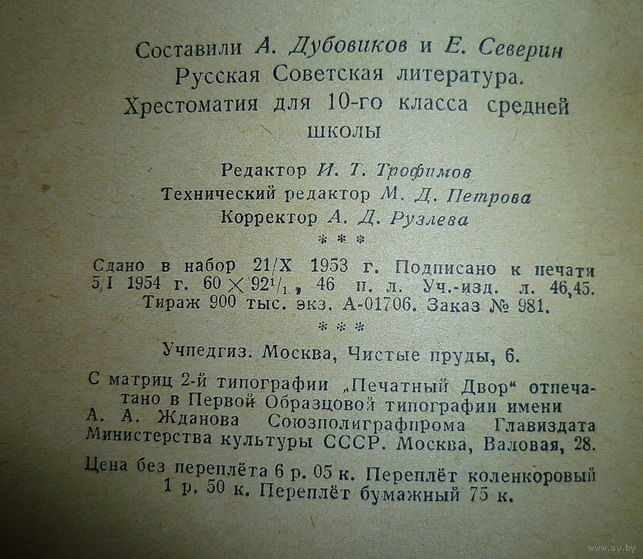 Составили А. Дубовиков и Е. Северин
Русская Советская литература.
Хрестоматия для 10-го класса средней
школы
Редактор И. Т. Трофимов
Технический редактор М. Д. Петрова
Корректор А. Д. Рузлева
* * *
Сдано в набор 21/X 1953 г. Подписано к печати
5/I 1954 г. 60 × 92¹/₁, 46 п. л. Уч.-изд. л. 46,45.
Тираж 900 тыс. экз. А-01706. Заказ № 981.
* * *
Учпедгиз. Москва, Чистые пруды, 6.
С матриц 2-й типографии „Печатный Двор“ отпеча-
тано в Первой Образцовой типографии имени
А. А. Жданова Союзполиграфпрома Главиздата
Министерства культуры СССР. Москва, Валовая, 28.
Цена без переплёта 6 р. 05 к. Переплёт коленкоровый
1 р. 50 к. Переплёт бумажный 75 к.
www.ay.by